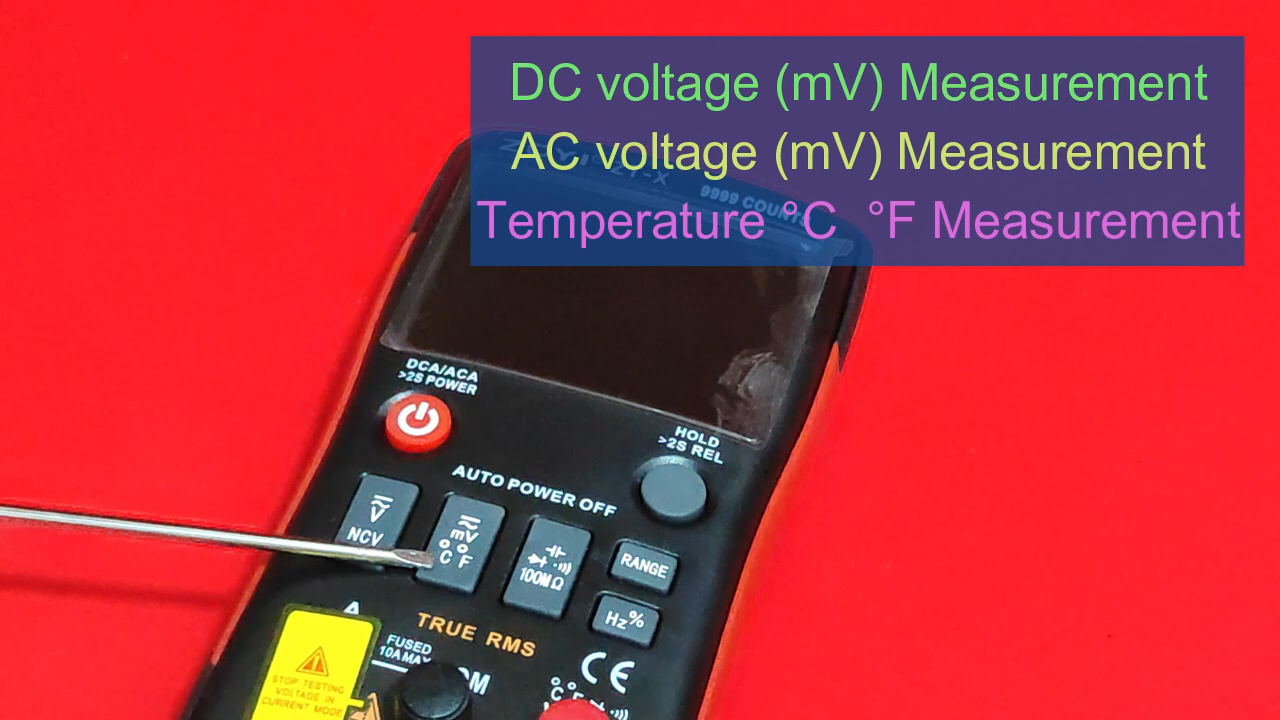 DC voltage (mV) Measurement
AC voltage (mV) Measurement
Temperature °C °F Measurement
9999 COUNTS
DCA/ACA
>2S POWER
HOLD
>2S REL
AUTO POWER OFF
V
NCV
mV
°C °F
100MΩ
RANGE
Hz%
TRUE RMS
FUSED
10A MAX
STOP TESTING
VOLTAGE IN
CURRENT MODE
CE
°C °F